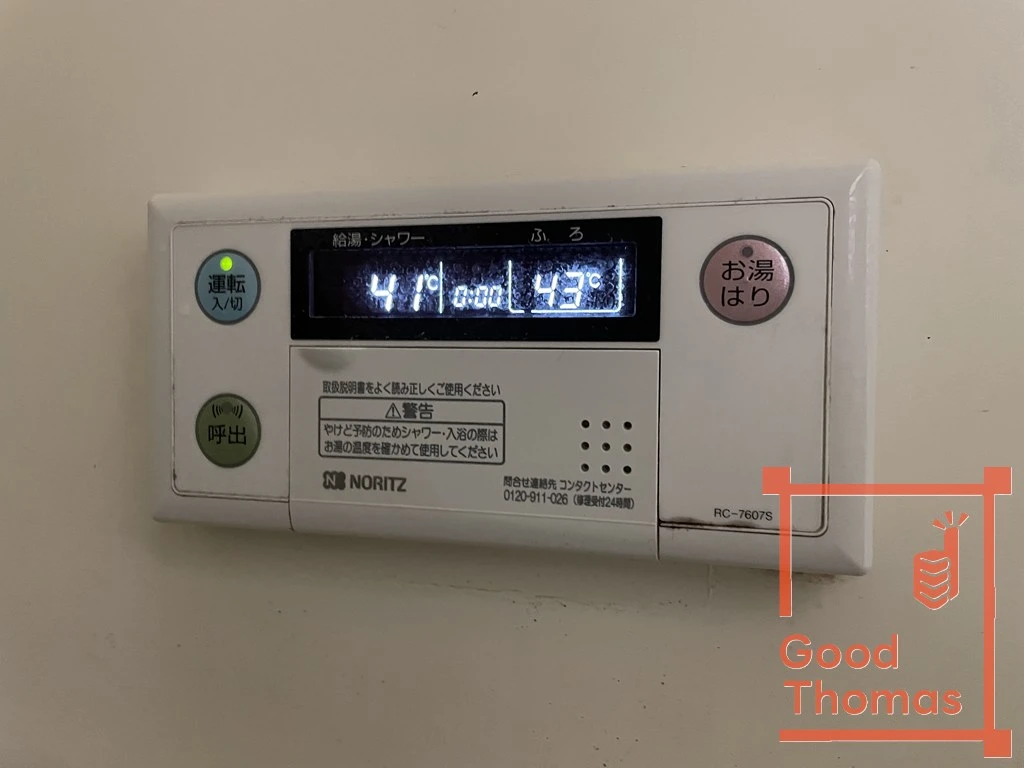 給湯・シャワー
ふろ
運転
入/切
41℃
0:00
43℃
お湯
はり
呼出
取扱説明書をよく読み正しくご使用ください
⚠警告
やけど予防のためシャワー・入浴の際は
お湯の温度を確かめて使用してください
NORITZ
問合せ連絡先 コンタクトセンター
0120-911-026(修理受付24時間)
RC-7607S
Good
Thomas